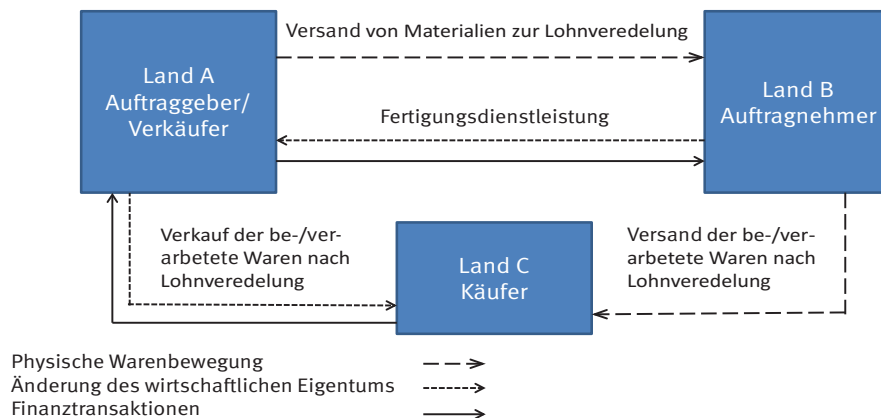 Versand von Materialien zur Lohnveredelung
Land A
Auftraggeber/
Verkäufer
Land B
Auftragnehmer
Fertigungsdienstleistung
Verkauf der be-/ver-
arbetete Waren nach
Lohnveredelung
Land C
Käufer
Versand der be-/ver-
arbetete Waren nach
Lohnveredelung
Physische Warenbewegung
Änderung des wirtschaftlichen Eigentums
Finanztransaktionen